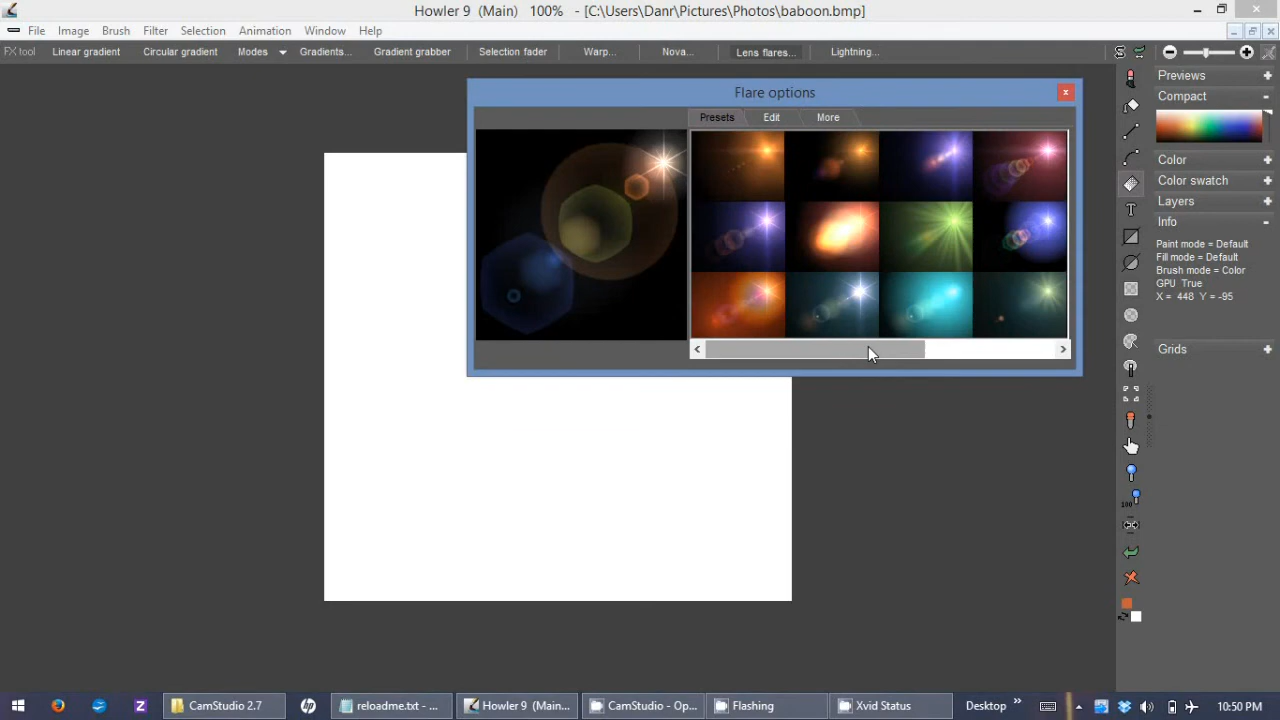 Howler 9 (Main) 100% - [C:\Users\Danr\Pictures\Photos\baboon.bmp]
File Image Brush Filter Selection Animation Window Help
FX tool Linear gradient Circular gradient Modes Gradients... Gradient grabber Selection fader Warp... Nova... Lens flares... Lightning...
Flare options
Presets Edit More
Previews
Compact
Color
Color swatch
Layers
Info
Paint mode = Default
Fill mode = Default
Brush mode = Color
GPU True
X = 448 Y = -95
Grids
100
CamStudio 2.7 reloadme.txt - ... Howler 9 (Main... CamStudio - Op... Flashing Xvid Status Desktop 10:50 PM